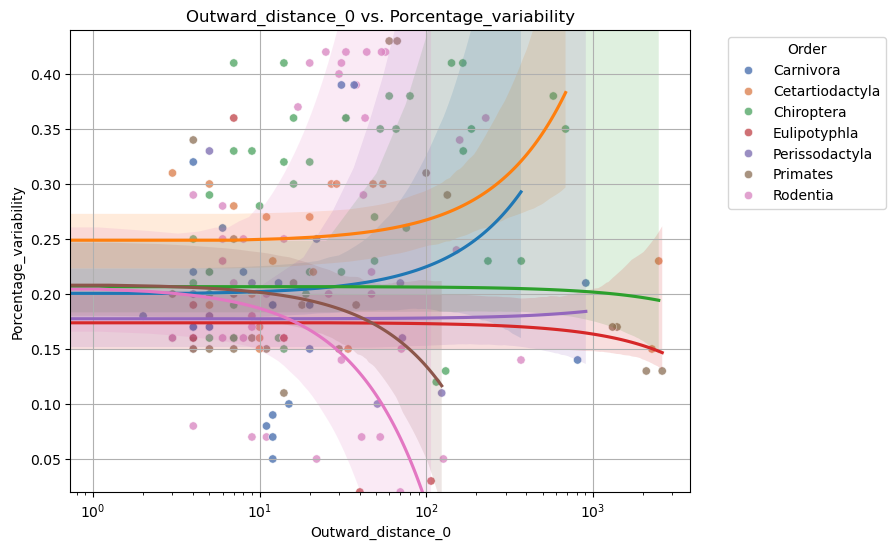 Outward_distance_0 vs. Porcentage_variability
Porcentage_variability
0.40
0.35
0.30
0.25
0.20
0.15
0.10
0.05
10⁰
10¹
10²
10³
Outward_distance_0
Order
Carnivora
Cetartiodactyla
Chiroptera
Eulipotyphla
Perissodactyla
Primates
Rodentia